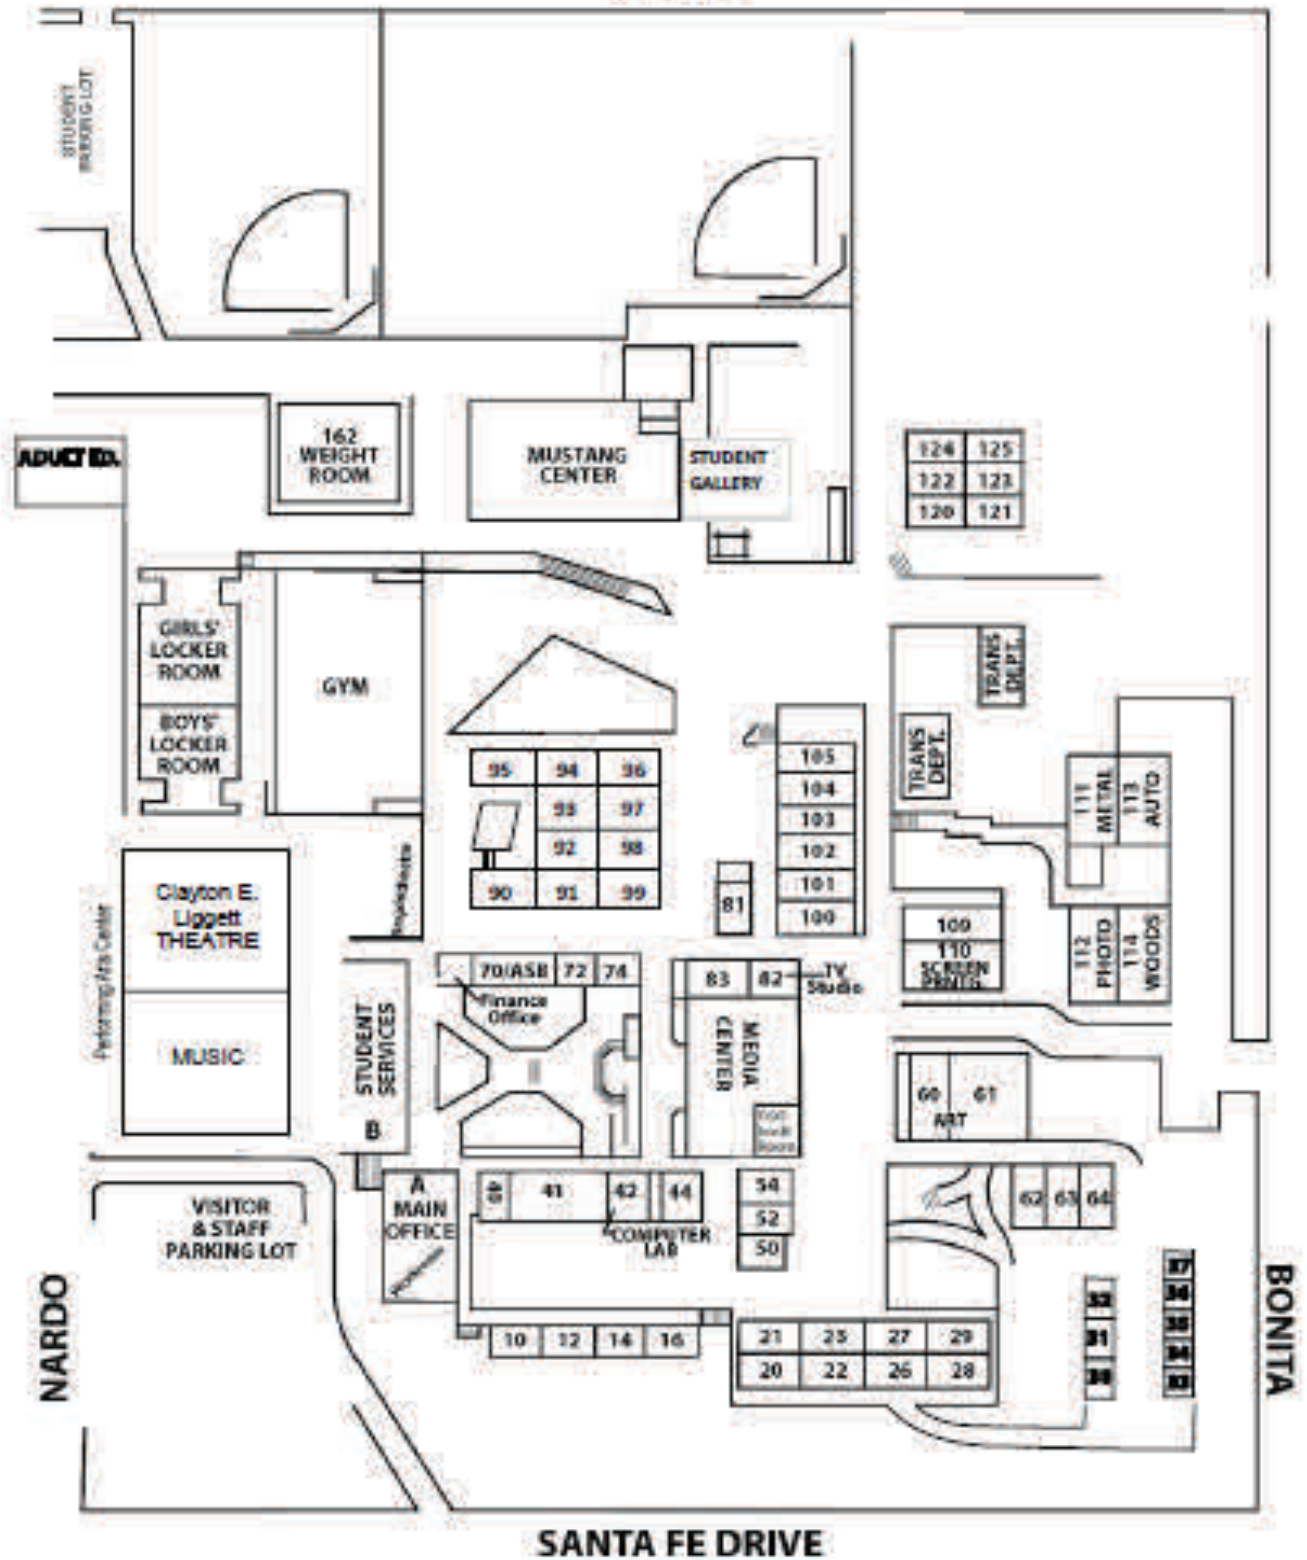 STUDENT
PARKING LOT
ADULT ED.
162
WEIGHT
ROOM
MUSTANG
CENTER
STUDENT
GALLERY
124 125
122 123
120 121
GIRLS'
LOCKER
ROOM
BOYS'
LOCKER
ROOM
GYM
TRANS
DEPT.
TRANS
DEPT.
95 94 96
93 97
92 98
90 91 99
105
104
103
102
101
100
81
111
METAL
113
AUTO
109
110
SCREEN
PRNTG.
112
PHOTO
114
WOODS
Clayton E.
Liggett
THEATRE
MUSIC
Performing Arts Center
STUDENT
SERVICES
B
70/ASB 72 74
Finance
Office
83 82
TV
Studio
MEDIA
CENTER
Room
60 61
ART
62 63 64
A
MAIN
OFFICE
40 41 42 44
COMPUTER
LAB
54
52
50
VISITOR
& STAFF
PARKING LOT
10 12 14 16
21 23 27 29
20 22 26 28
32
31
30
37
36
35
34
33
NARDO
BONITA
SANTA FE DRIVE